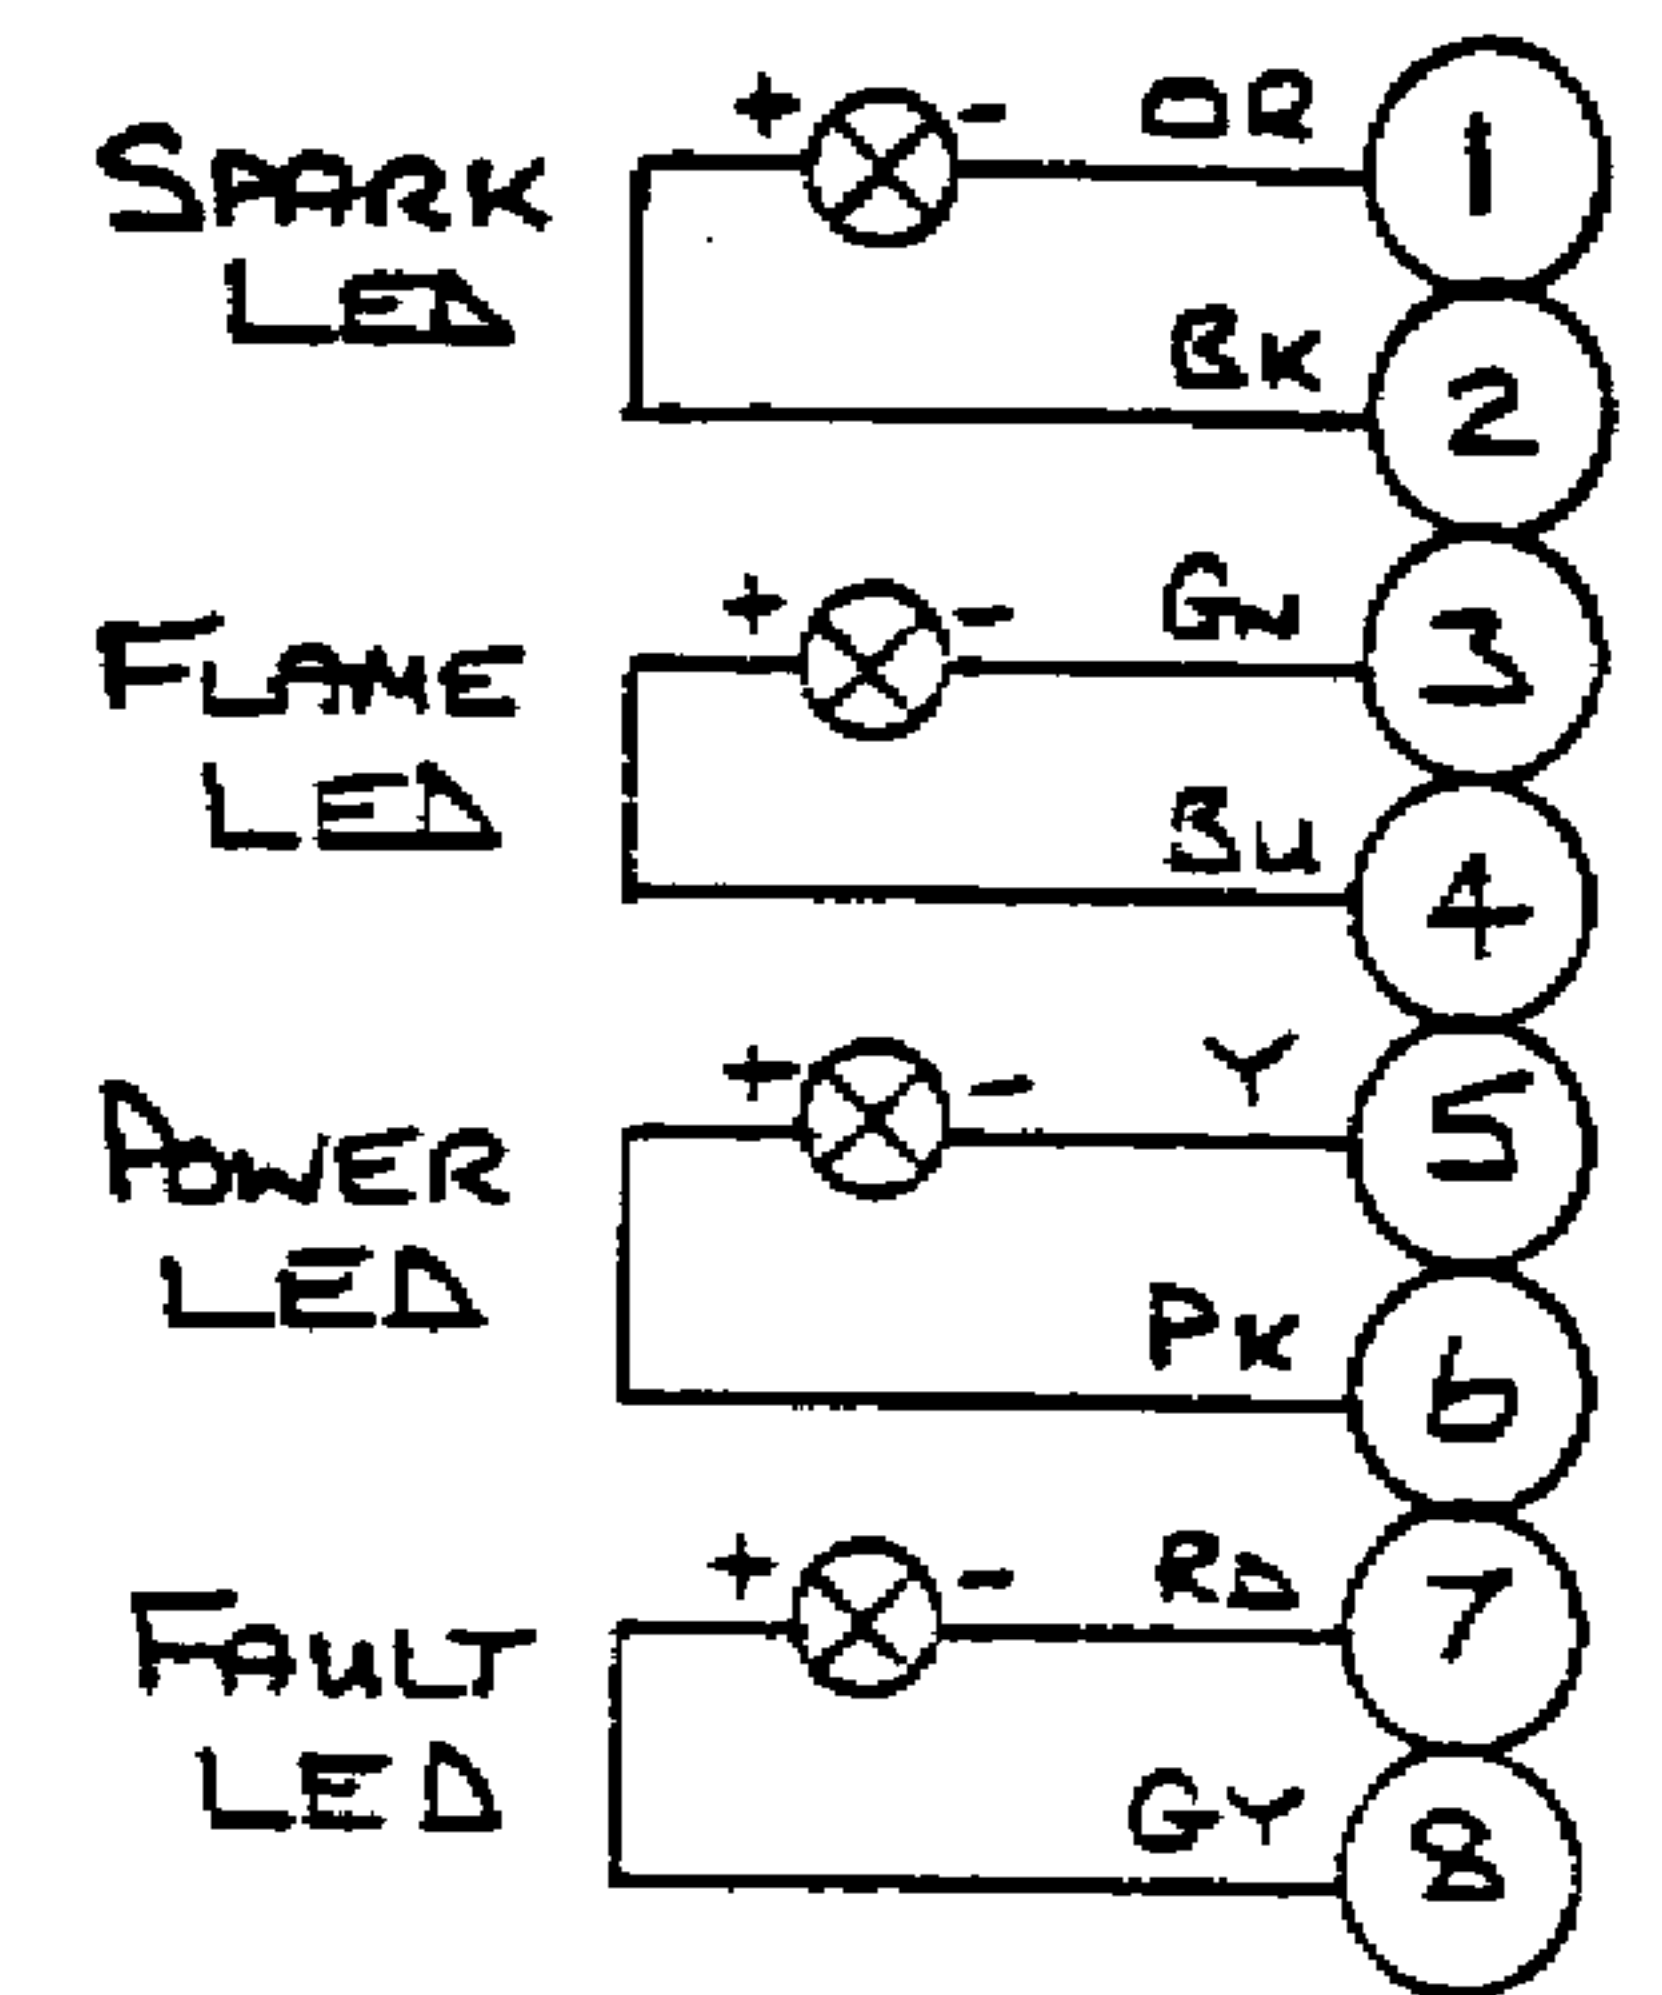 + - OR 1
SPARK
LED
BK 2
+ - GN 3
FLAME
LED
BU 4
+ - Y 5
POWER
LED
PK 6
+ - RD 7
FAULT
LED
GY 8